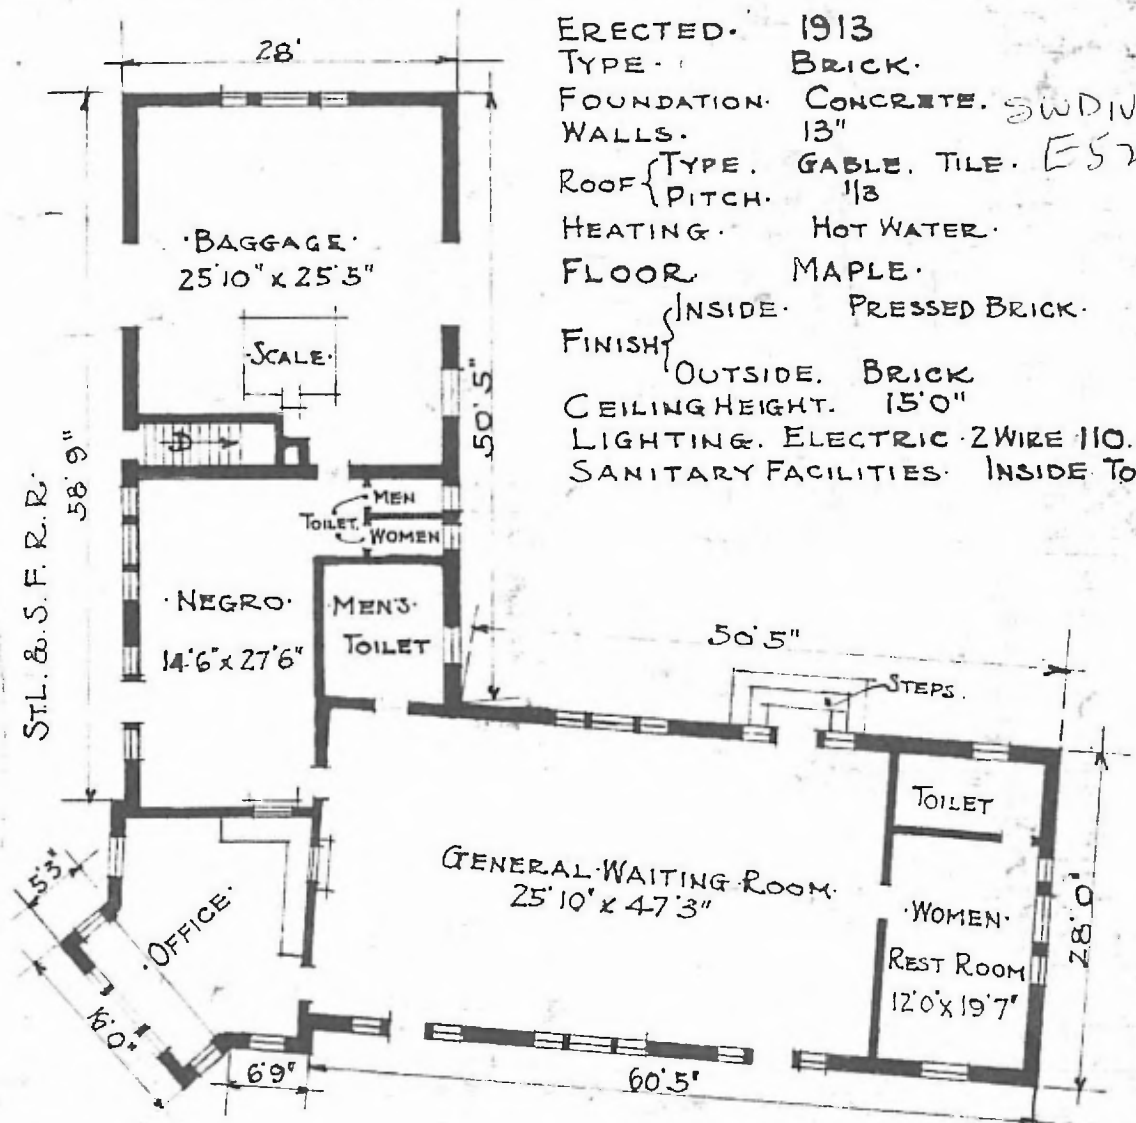 28'
ERECTED. 1913
TYPE. BRICK.
FOUNDATION. CONCRETE.
WALLS. 13"
ROOF { TYPE. GABLE. TILE.
PITCH. 1/3
HEATING. HOT WATER.
FLOOR. MAPLE.
FINISH { INSIDE. PRESSED BRICK.
OUTSIDE. BRICK
CEILING HEIGHT. 15'0"
LIGHTING. ELECTRIC. 2 WIRE 110.
SANITARY FACILITIES. INSIDE TO
SWDIV
E52
·BAGGAGE·
25'10" x 25'5"
·SCALE·
D
50'5"
58'9"
ST.L. & S. F. R. R.
MEN
TOILET.
WOMEN
·NEGRO·
14'6" x 27'6"
MEN'S
TOILET
50'5"
STEPS.
TOILET
GENERAL·WAITING·ROOM·
25'10" x 47'3"
·WOMEN·
REST ROOM
12'0" x 19'7"
28'0"
5'3"
·OFFICE·
16'0"
6'9"
60'5"